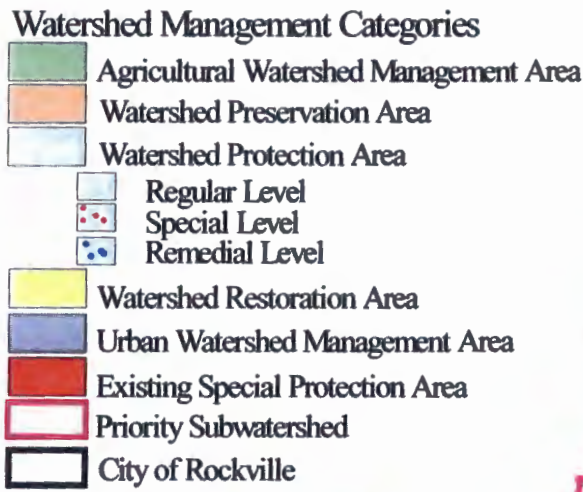 Watershed Management Categories
Agricultural Watershed Management Area
Watershed Preservation Area
Watershed Protection Area
Regular Level
Special Level
Remedial Level
Watershed Restoration Area
Urban Watershed Management Area
Existing Special Protection Area
Priority Subwatershed
City of Rockville